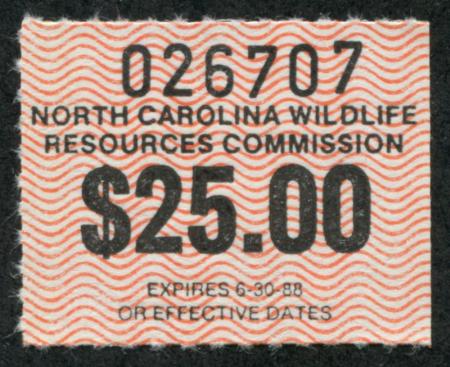 026707
NORTH CAROLINA WILDLIFE
RESOURCES COMMISSION
$25.00
EXPIRES 6-30-88
OR EFFECTIVE DATES